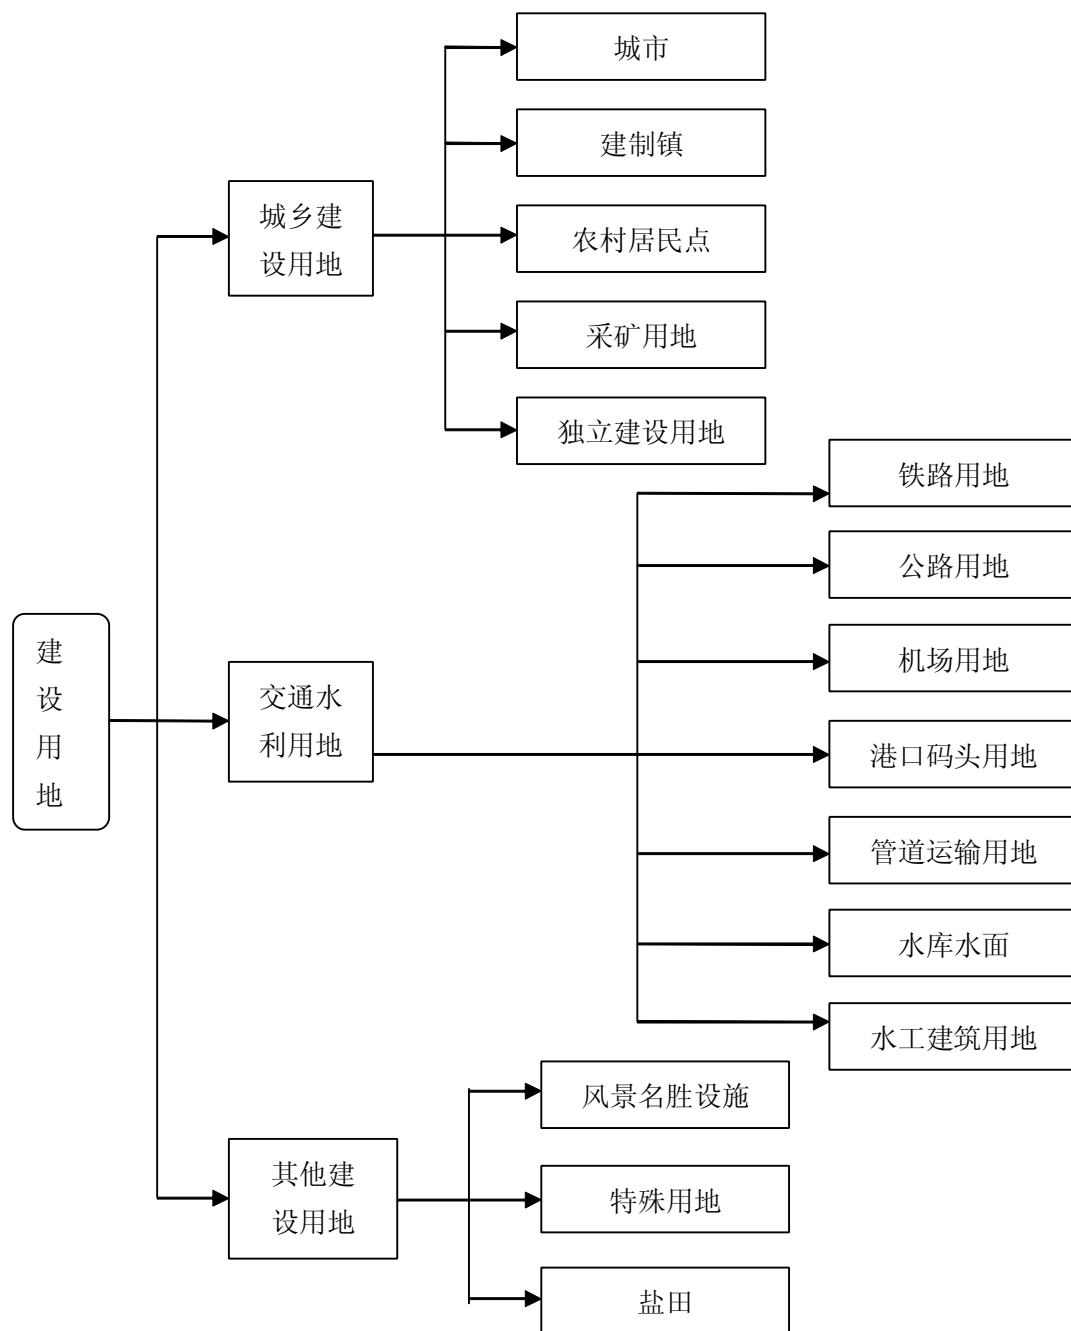 城市
建制镇
城乡建
设用地
农村居民点
采矿用地
独立建设用地
铁路用地
公路用地
建
设
用
地
机场用地
交通水
利用地
港口码头用地
管道运输用地
水库水面
水工建筑用地
风景名胜设施
其他建
设用地
特殊用地
盐田